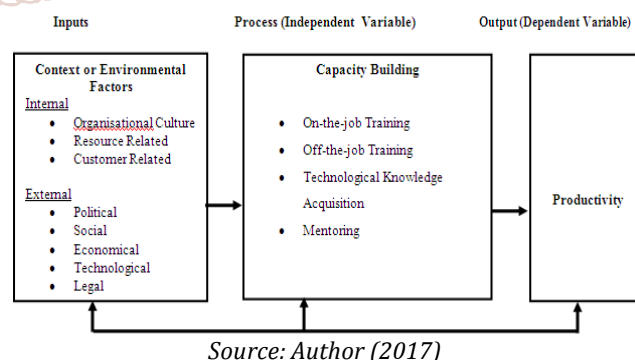 Inputs
Process (Independent Variable)
Output (Dependent Variable)
Context or Environmental
Factors
Internal
• Organisational Culture
• Resource Related
• Customer Related
External
• Political
• Social
• Economical
• Technological
• Legal
Capacity Building
• On-the-job Training
• Off-the-job Training
• Technological Knowledge
Acquisition
• Mentoring
Productivity
Source: Author (2017)